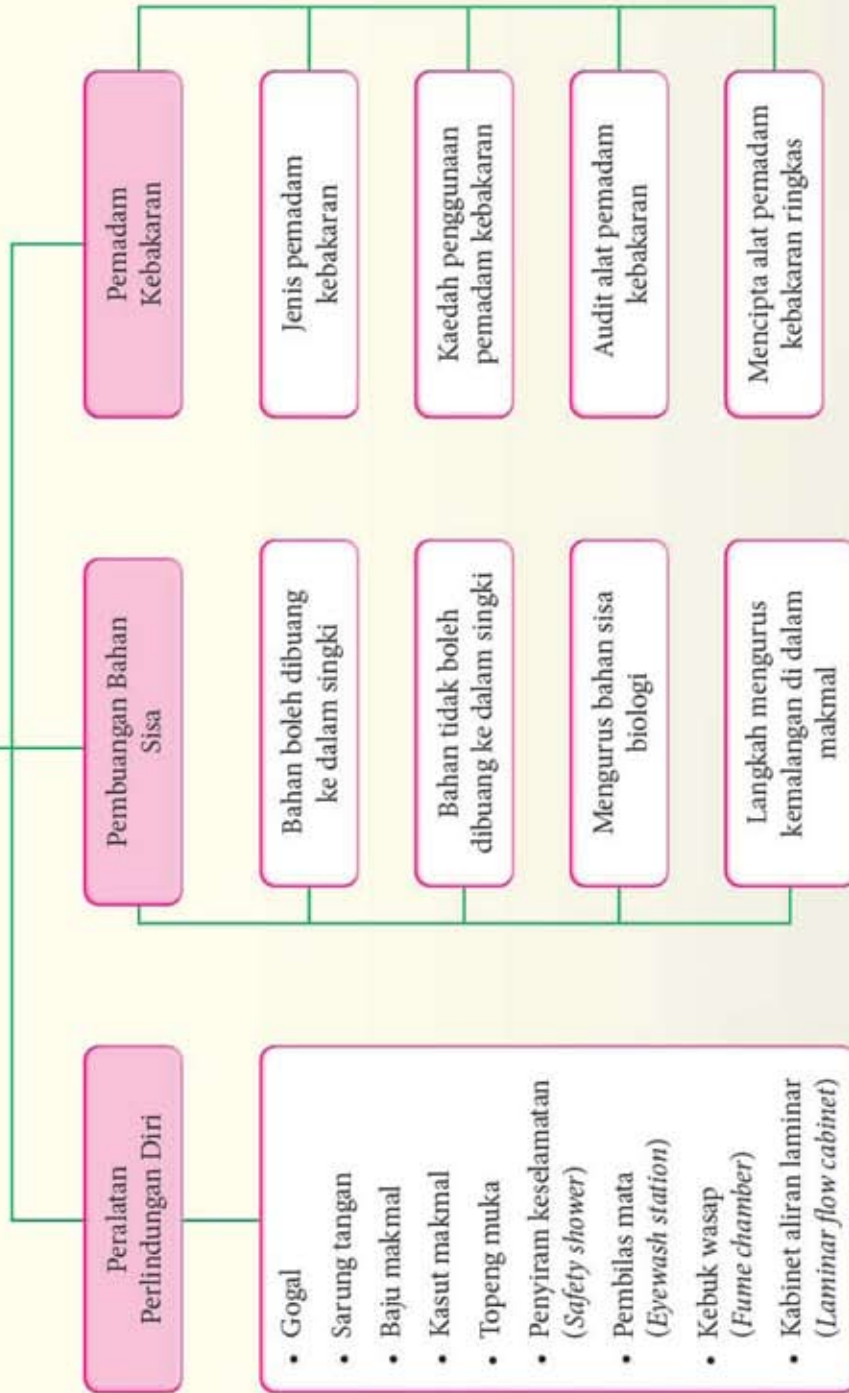 Peralatan
Perlindungan Diri
• Gogal
• Sarung tangan
• Baju makmal
• Kasut makmal
• Topeng muka
• Penyiram keselamatan
(Safety shower)
• Pembilas mata
(Eyewash station)
• Kebuk wasap
(Fume chamber)
• Kabinet aliran laminar
(Laminar flow cabinet)
Pembuangan Bahan
Sisa
Bahan boleh dibuang
ke dalam singki
Bahan tidak boleh
dibuang ke dalam singki
Mengurus bahan sisa
biologi
Langkah mengurus
kemalangan di dalam
makmal
Pemadam
Kebakaran
Jenis pemadam
kebakaran
Kaedah penggunaan
pemadam kebakaran
Audit alat pemadam
kebakaran
Mencipta alat pemadam
kebakaran ringkas